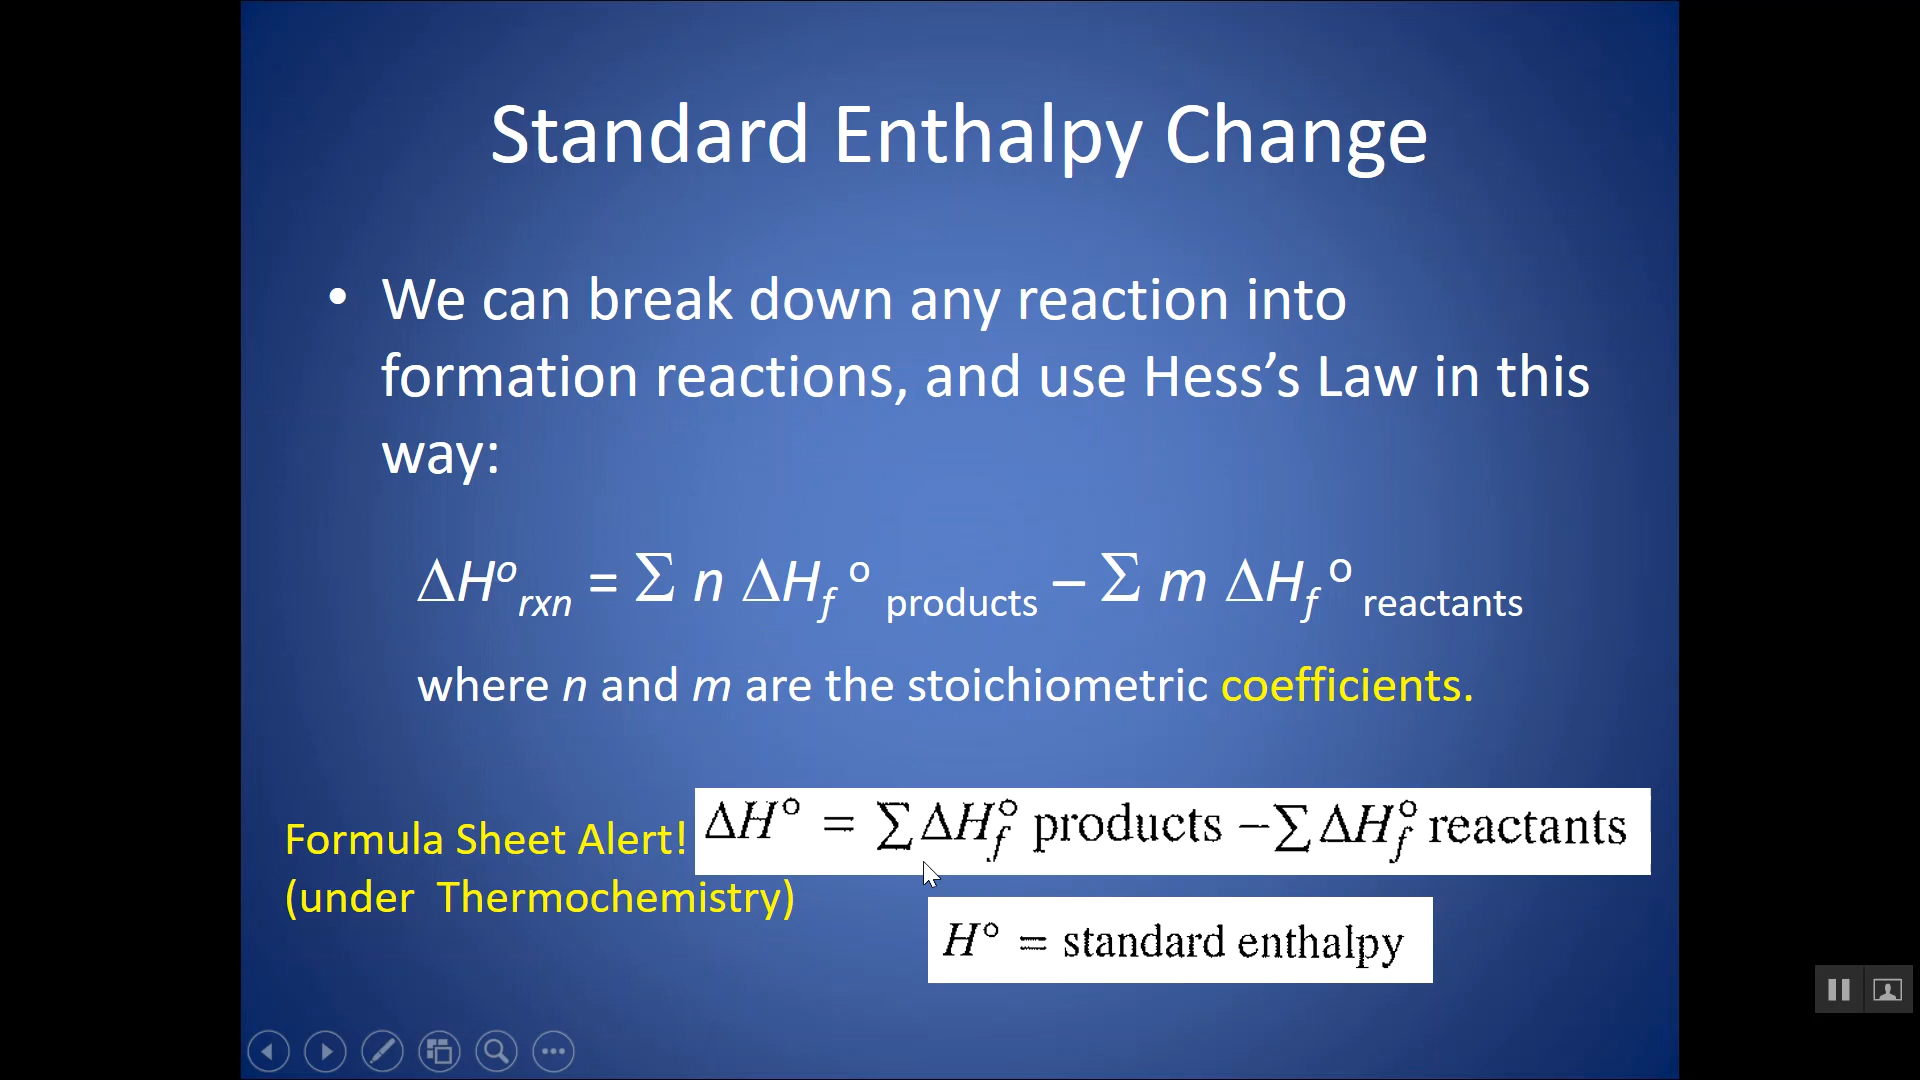 Standard Enthalpy Change
• We can break down any reaction into
formation reactions, and use Hess’s Law in this
way:
ΔH°rxn = Σ n ΔHf° products – Σ m ΔHf° reactants
where n and m are the stoichiometric coefficients.
Formula Sheet Alert!
(under Thermochemistry)
ΔH° = ΣΔHf° products –ΣΔHf° reactants
H° = standard enthalpy